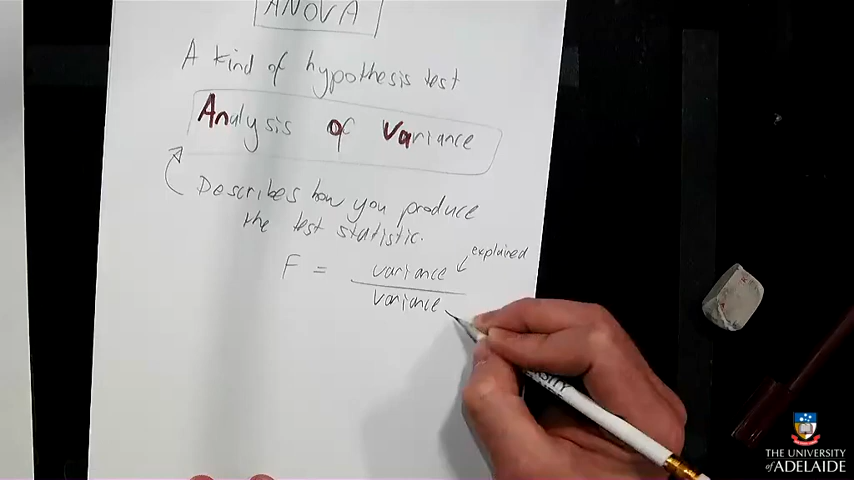 ANOVA
A kind of hypothesis test
Analysis of Variance
Describes how you produce
the test statistic.
explained
F = variance
variance
THE UNIVERSITY
of ADELAIDE